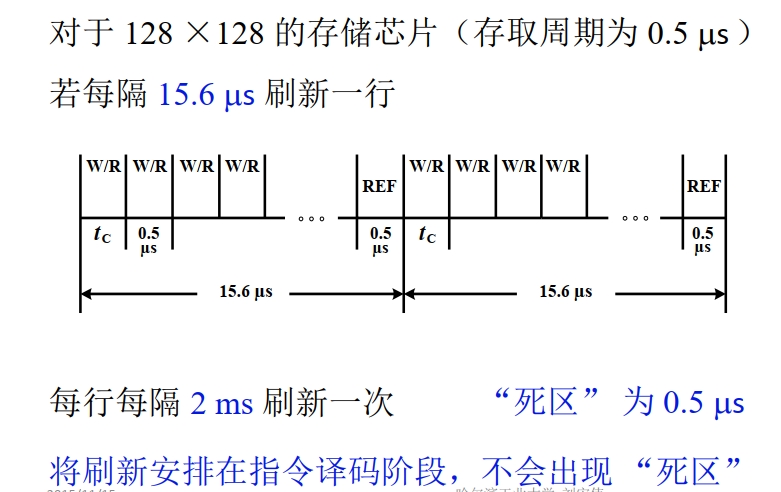 对于 128 ×128 的存储芯片（存取周期为 0.5 μs）
若每隔 15.6 μs 刷新一行
W/R W/R W/R W/R REF W/R W/R W/R W/R REF
tC 0.5 μs 0.5 μs tC 0.5 μs
15.6 μs 15.6 μs
每行每隔 2 ms 刷新一次 “死区” 为 0.5 μs
将刷新安排在指令译码阶段，不会出现 “死区”